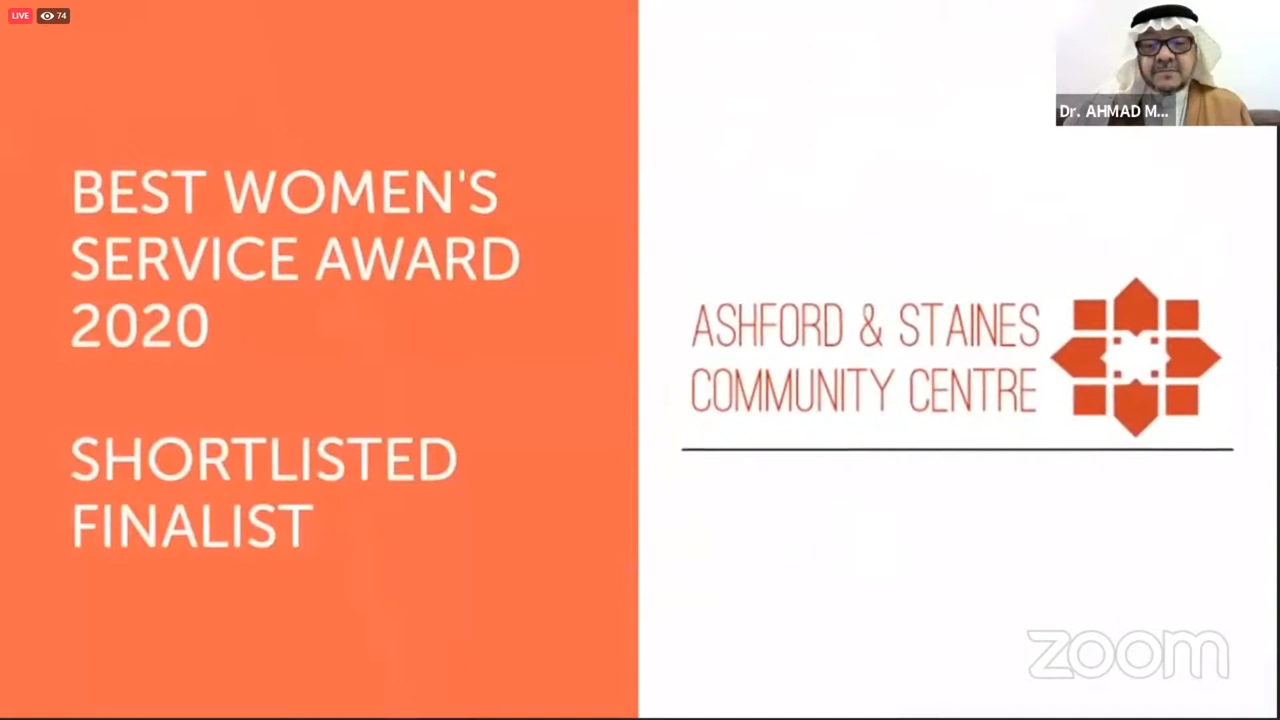 LIVE 74
BEST WOMEN'S
SERVICE AWARD
2020
SHORTLISTED
FINALIST
Dr. AHMAD M...
ASHFORD & STAINES
COMMUNITY CENTRE
zoom